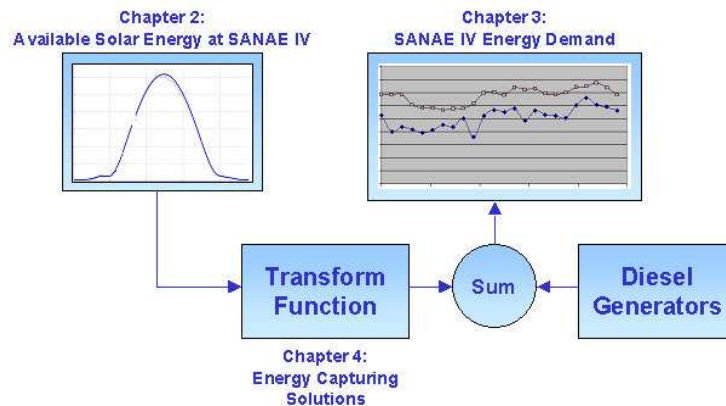 Chapter 2:
Available Solar Energy at SANAE IV
Chapter 3:
SANAE IV Energy Demand
Transform
Function
Sum
Diesel
Generators
Chapter 4:
Energy Capturing
Solutions